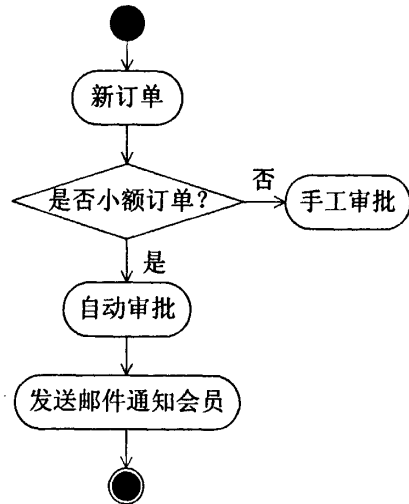 新订单
是否小额订单？
否
手工审批
是
自动审批
发送邮件通知会员